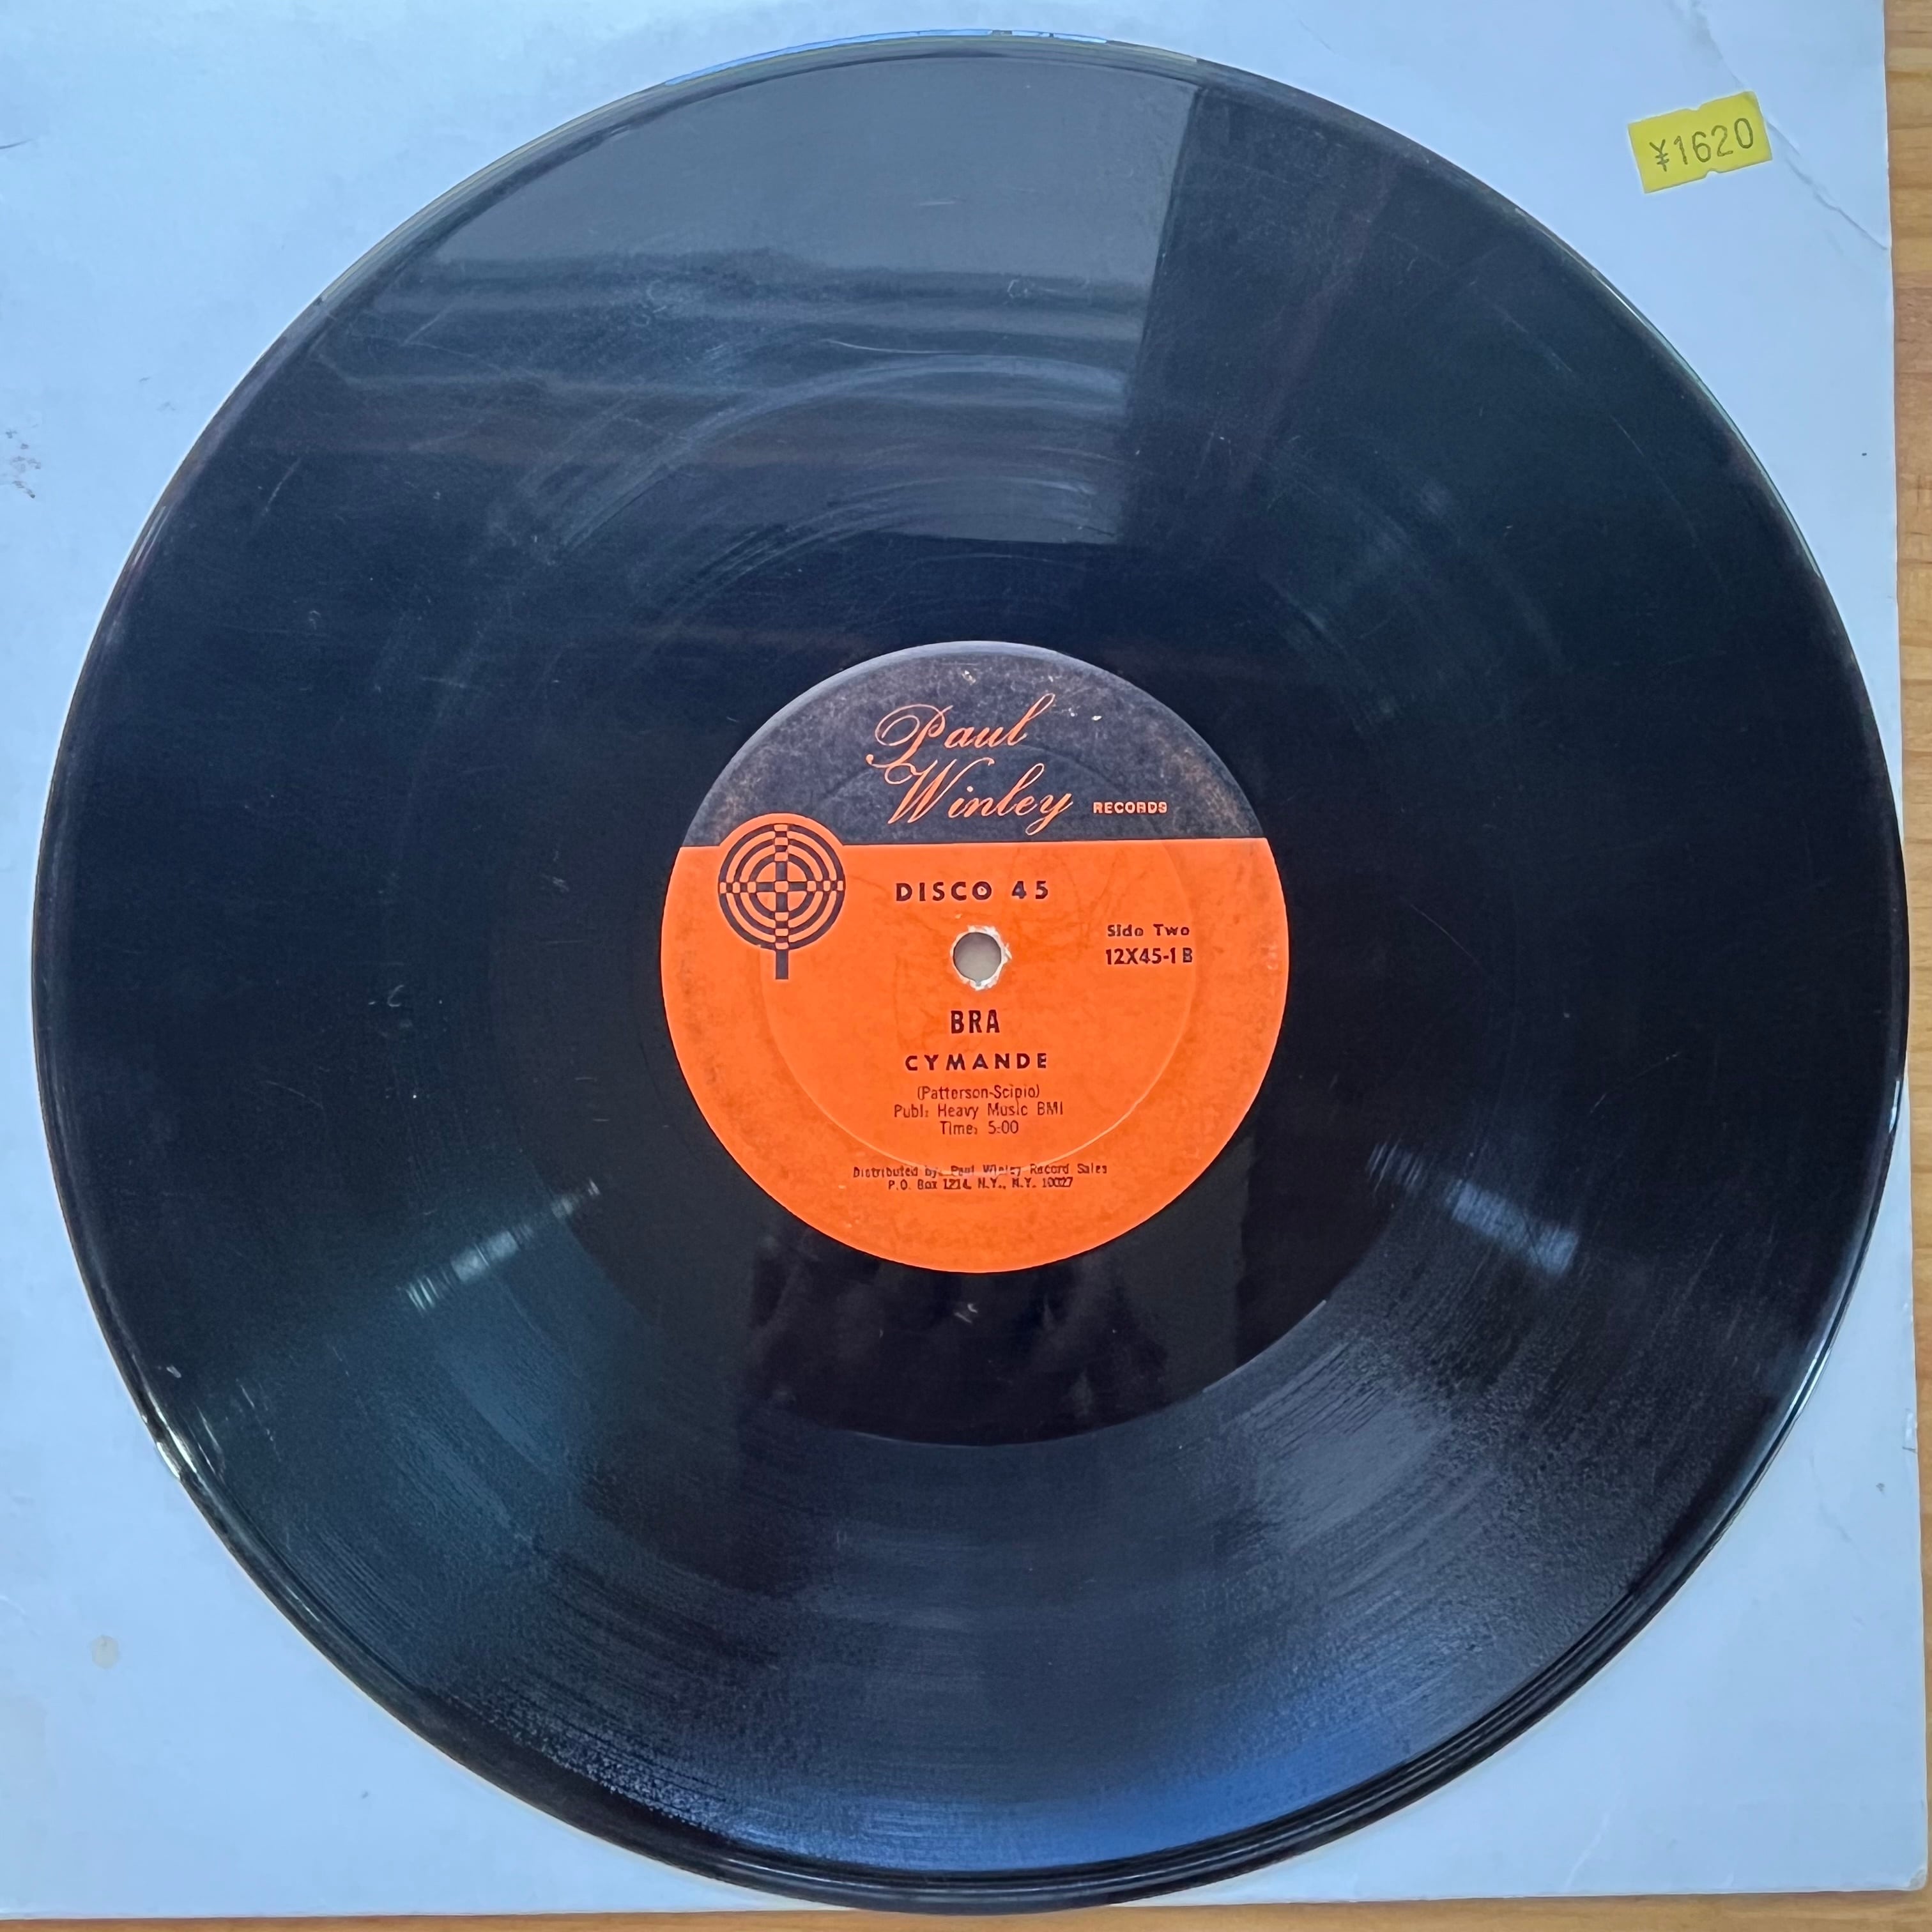 ¥1620
Paul
Winley RECORDS
DISCO 45
Side Two
12X45-1 B
BRA
CYMANDE
(Patterson-Scipio)
Publ: Heavy Music BMI
Time: 5:00
Distributed by: Paul Winley Record Sales
P.O. Box 1214, N.Y., N.Y. 10027